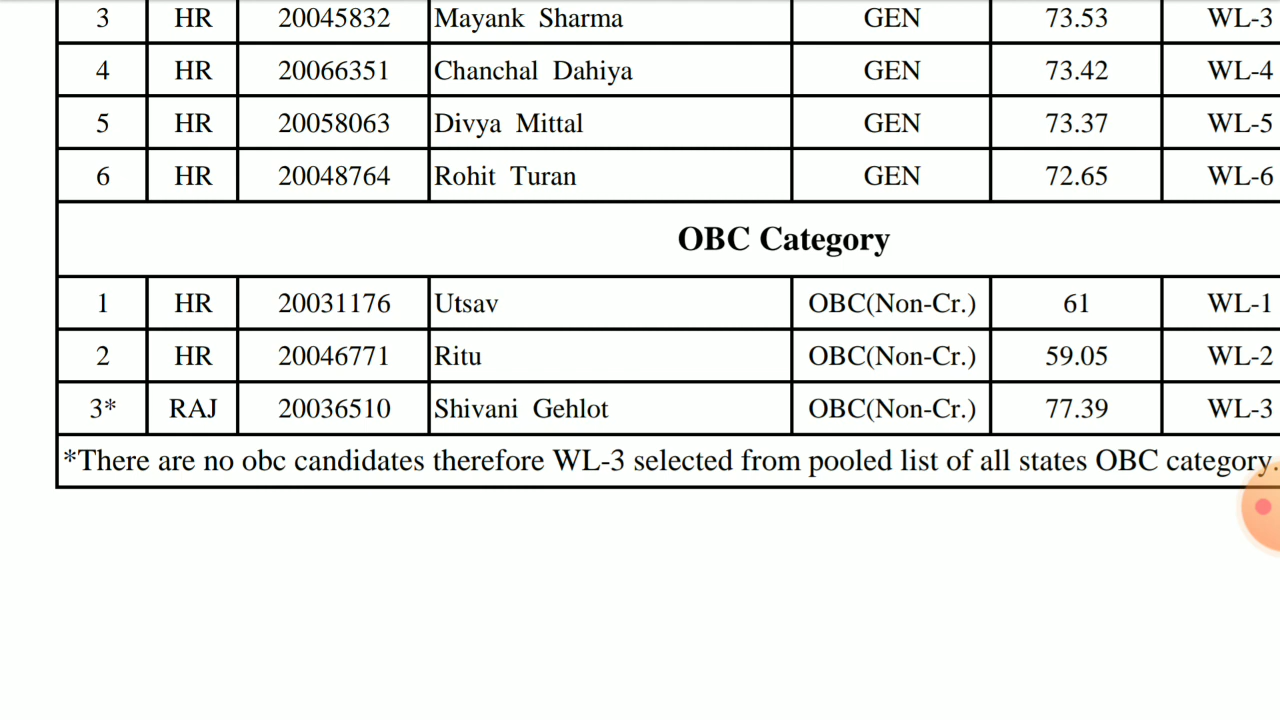 3 HR 20045832 Mayank Sharma GEN 73.53 WL-3
4 HR 20066351 Chanchal Dahiya GEN 73.42 WL-4
5 HR 20058063 Divya Mittal GEN 73.37 WL-5
6 HR 20048764 Rohit Turan GEN 72.65 WL-6
OBC Category
1 HR 20031176 Utsav OBC(Non-Cr.) 61 WL-1
2 HR 20046771 Ritu OBC(Non-Cr.) 59.05 WL-2
3* RAJ 20036510 Shivani Gehlot OBC(Non-Cr.) 77.39 WL-3
*There are no obc candidates therefore WL-3 selected from pooled list of all states OBC category.